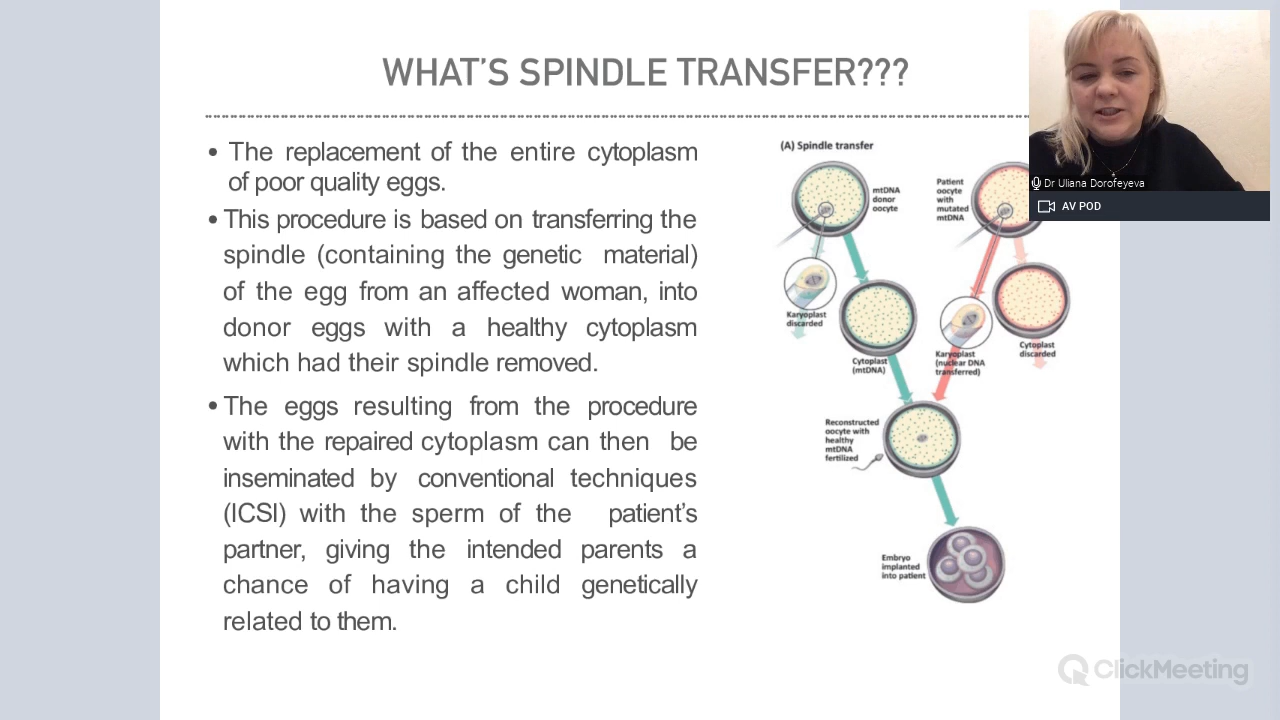 WHAT'S SPINDLE TRANSFER???
• The replacement of the entire cytoplasm
of poor quality eggs.
• This procedure is based on transferring the
spindle (containing the genetic material)
of the egg from an affected woman, into
donor eggs with a healthy cytoplasm
which had their spindle removed.
• The eggs resulting from the procedure
with the repaired cytoplasm can then be
inseminated by conventional techniques
(ICSI) with the sperm of the patient's
partner, giving the intended parents a
chance of having a child genetically
related to them.
(A) Spindle transfer
mtDNA
donor
oocyte
Patient
oocyte
with
mutated
mtDNA
Karyoplast
discarded
Cytoplast
(mtDNA)
Karyoplast
(nuclear DNA
transferred)
Cytoplast
discarded
Reconstructed
oocyte with
healthy
mtDNA
fertilized
Embryo
implanted
into patient
Dr Uliana Dorofeyeva
AV POD
ClickMeeting